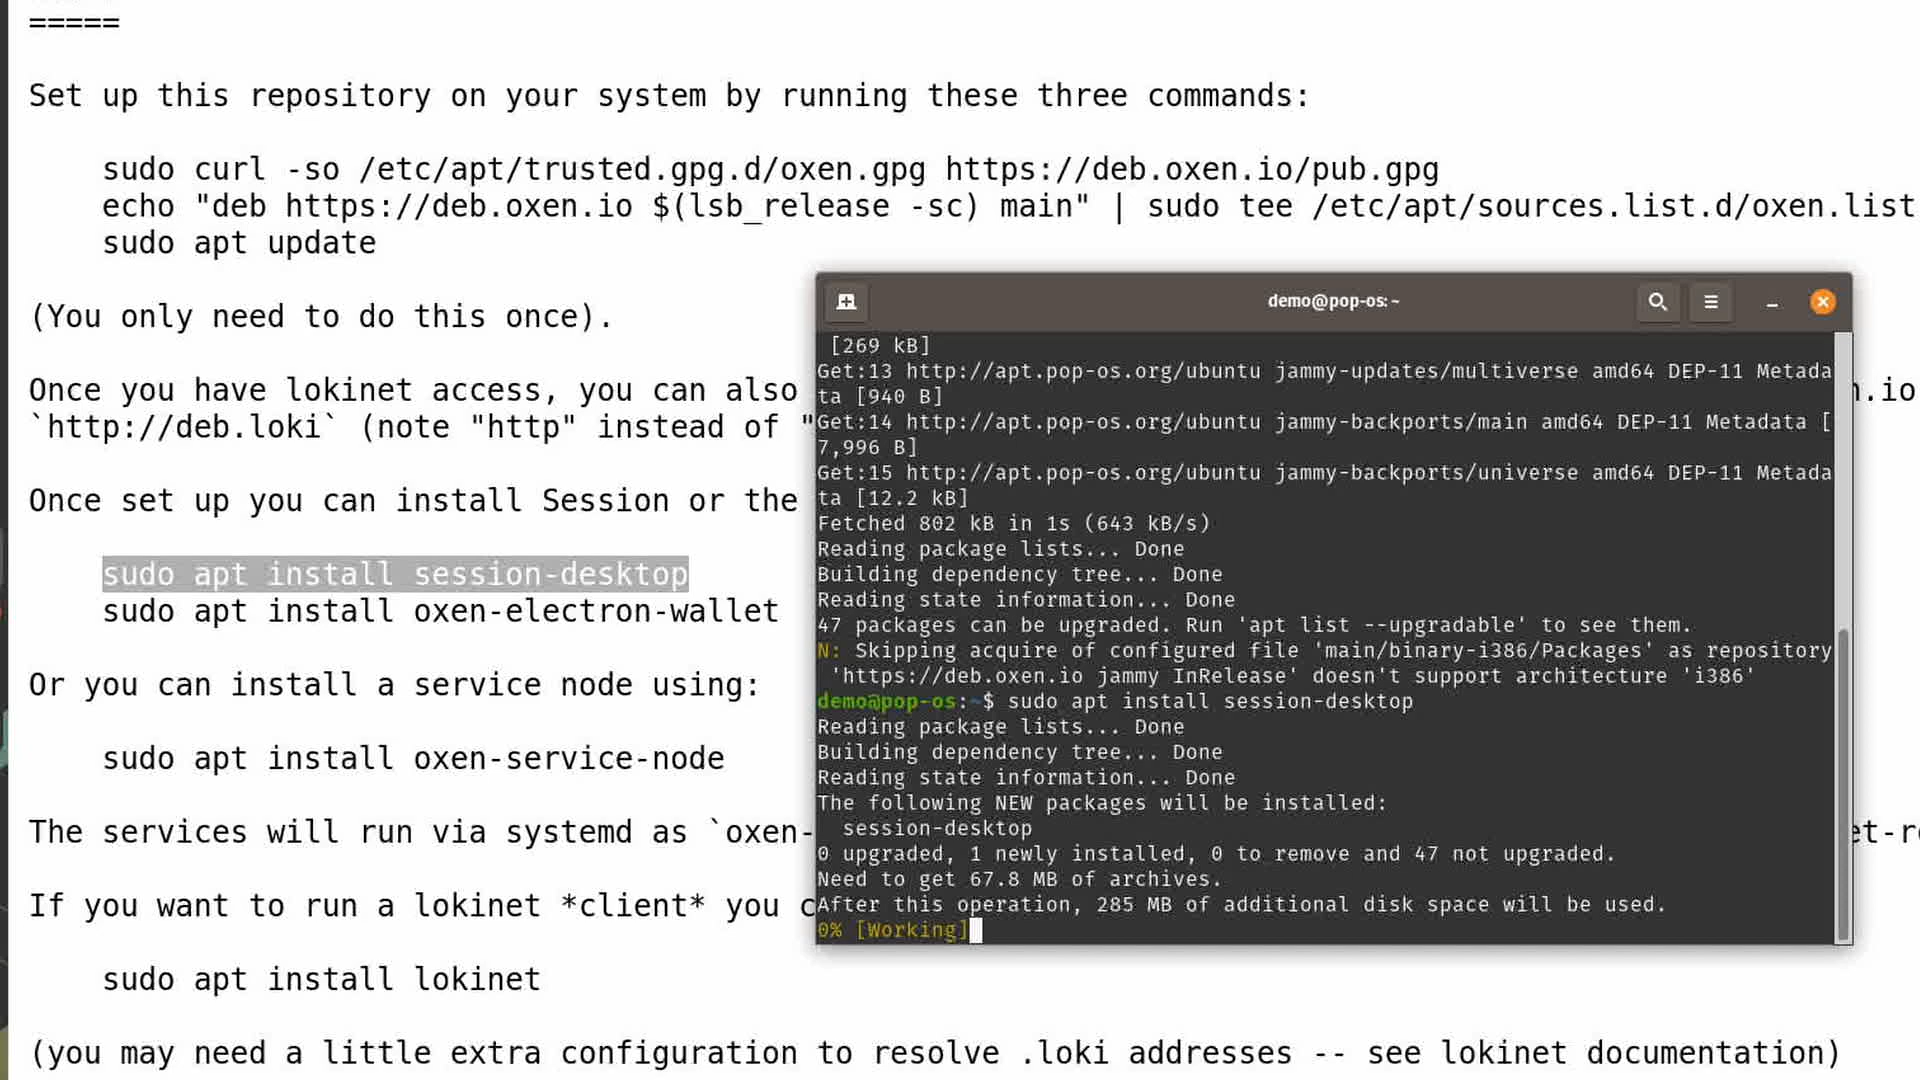 =====
Set up this repository on your system by running these three commands:
sudo curl -so /etc/apt/trusted.gpg.d/oxen.gpg https://deb.oxen.io/pub.gpg
echo "deb https://deb.oxen.io $(lsb_release -sc) main" | sudo tee /etc/apt/sources.list.d/oxen.list
sudo apt update
(You only need to do this once).
Once you have lokinet access, you can also
.io
`http://deb.loki` (note "http" instead of "
Once set up you can install Session or the
sudo apt install session-desktop
sudo apt install oxen-electron-wallet
Or you can install a service node using:
sudo apt install oxen-service-node
The services will run via systemd as `oxen-
et-r
If you want to run a lokinet *client* you c
sudo apt install lokinet
(you may need a little extra configuration to resolve .loki addresses -- see lokinet documentation)
demo@pop-os: ~
[269 kB]
Get:13 http://apt.pop-os.org/ubuntu jammy-updates/multiverse amd64 DEP-11 Metada
ta [940 B]
Get:14 http://apt.pop-os.org/ubuntu jammy-backports/main amd64 DEP-11 Metadata [
7,996 B]
Get:15 http://apt.pop-os.org/ubuntu jammy-backports/universe amd64 DEP-11 Metada
ta [12.2 kB]
Fetched 802 kB in 1s (643 kB/s)
Reading package lists... Done
Building dependency tree... Done
Reading state information... Done
47 packages can be upgraded. Run 'apt list --upgradable' to see them.
N: Skipping acquire of configured file 'main/binary-i386/Packages' as repository
'https://deb.oxen.io jammy InRelease' doesn't support architecture 'i386'
demo@pop-os:~$ sudo apt install session-desktop
Reading package lists... Done
Building dependency tree... Done
Reading state information... Done
The following NEW packages will be installed:
session-desktop
0 upgraded, 1 newly installed, 0 to remove and 47 not upgraded.
Need to get 67.8 MB of archives.
After this operation, 285 MB of additional disk space will be used.
0% [Working]